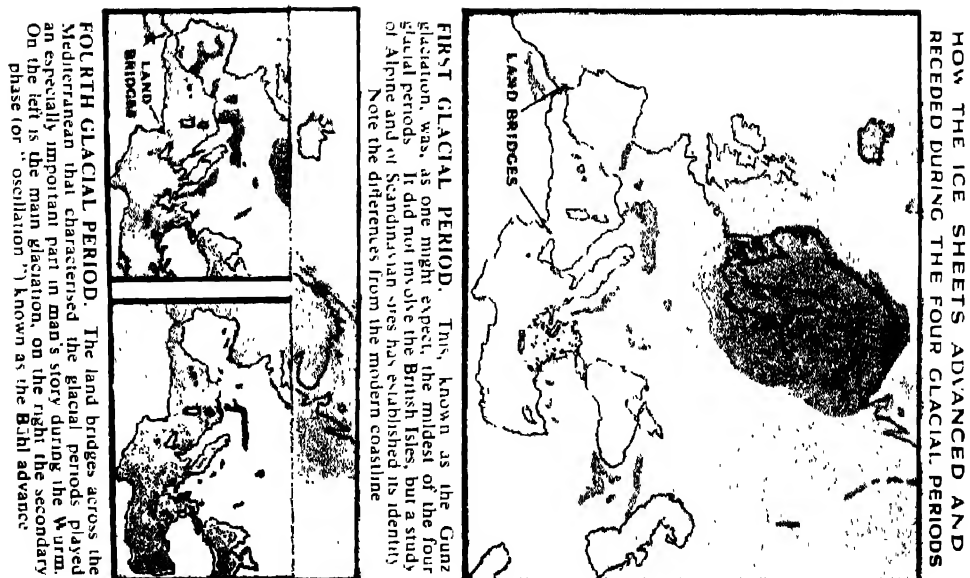 HOW THE ICE SHEETS ADVANCED AND
RECEDED DURING THE FOUR GLACIAL PERIODS
LAND BRIDGES
FIRST GLACIAL PERIOD. This, known as the Gunz
glaciation, was, as one might expect, the mildest of the four
glacial periods It did not involve the British Isles, but a study
of Alpine and of Scandinavian has established its identity
Note the differences from the modern coastline
LAND
BRIDGES
FOURTH GLACIAL PERIOD. The land bridges across the
Mediterranean that characterised the glacial periods played
an especially important part in man's story during the Wurm.
On the left is the main glaciation, on the right the secondary
phase (or "oscillation") known as the Buhl advance